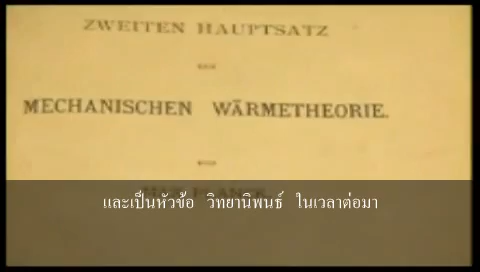 ZWEITEN HAUPTSATZ
MECHANISCHEN WÄRMETHEORIE.
และเป็นหัวข้อ วิทยานิพนธ์ ในเวลาต่อมา